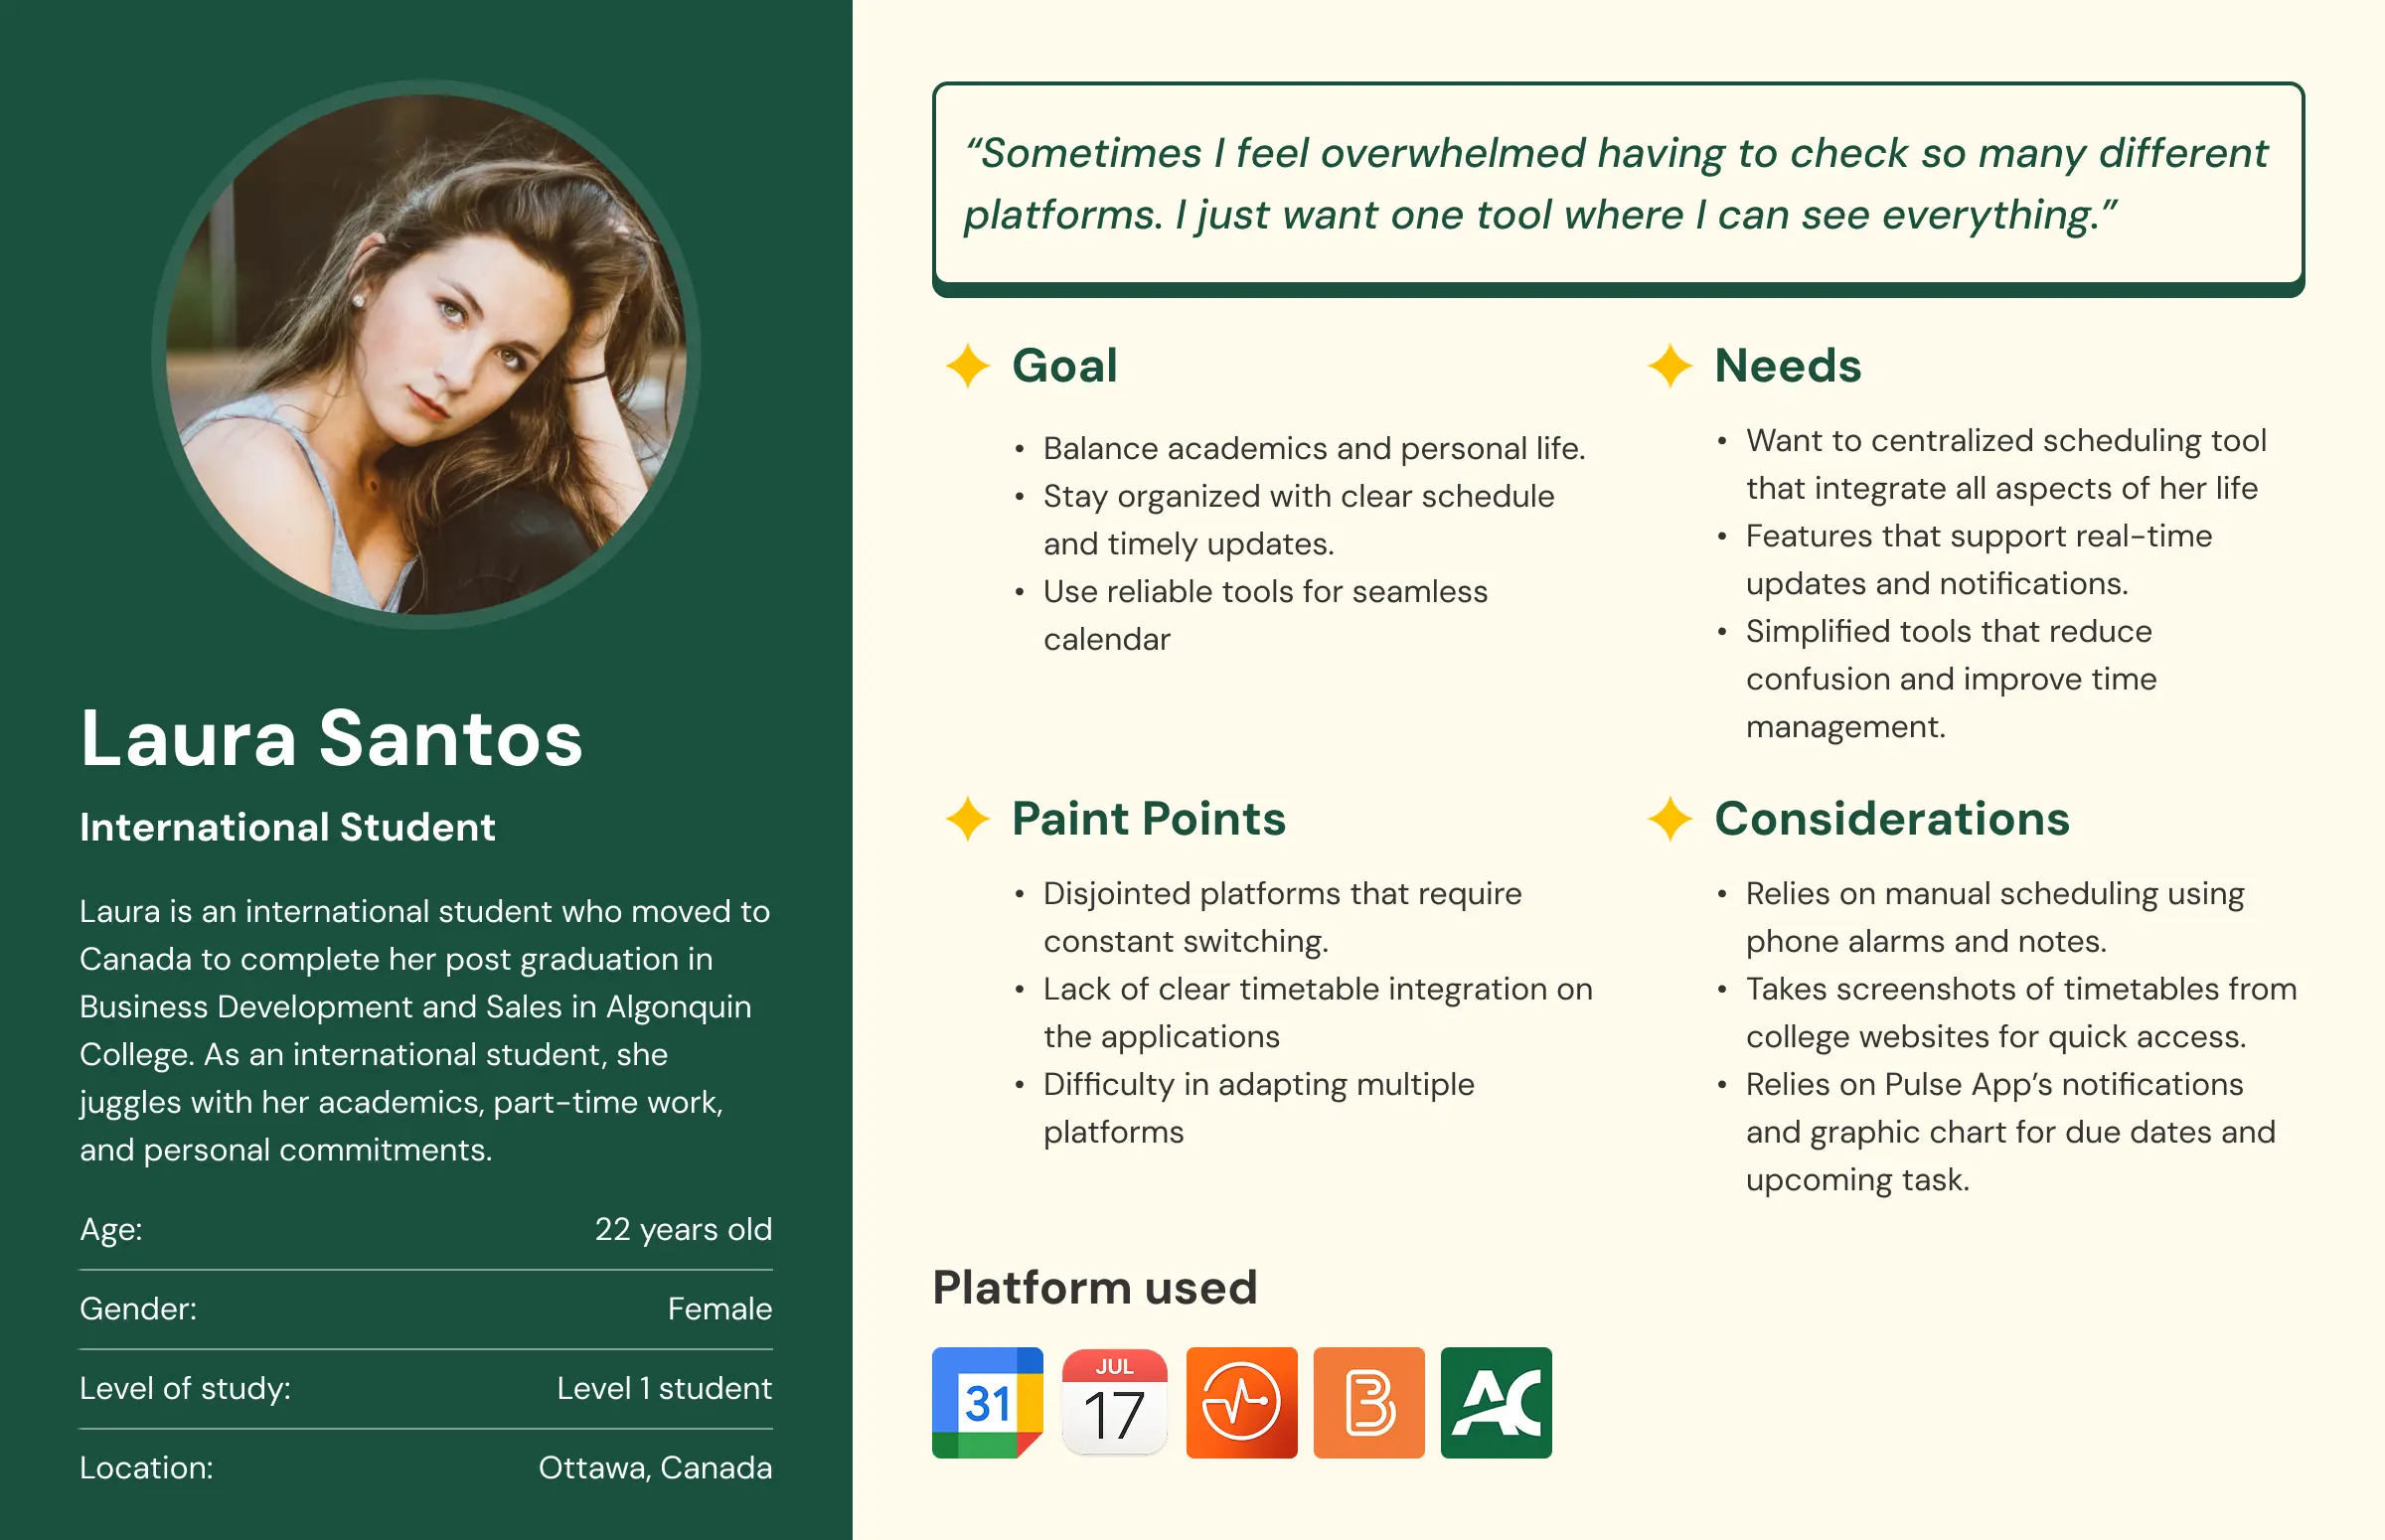 Laura Santos
International Student
Laura is an international student who moved to
Canada to complete her post graduation in
Business Development and Sales in Algonquin
College. As an international student, she
juggles with her academics, part-time work,
and personal commitments.
Age: 22 years old
Gender: Female
Level of study: Level 1 student
Location: Ottawa, Canada
“Sometimes I feel overwhelmed having to check so many different
platforms. I just want one tool where I can see everything.”
Goal
• Balance academics and personal life.
• Stay organized with clear schedule
and timely updates.
• Use reliable tools for seamless
calendar
Needs
• Want to centralized scheduling tool
that integrate all aspects of her life
• Features that support real-time
updates and notifications.
• Simplified tools that reduce
confusion and improve time
management.
Paint Points
• Disjointed platforms that require
constant switching.
• Lack of clear timetable integration on
the applications
• Difficulty in adapting multiple
platforms
Considerations
• Relies on manual scheduling using
phone alarms and notes.
• Takes screenshots of timetables from
college websites for quick access.
• Relies on Pulse App’s notifications
and graphic chart for due dates and
upcoming task.
Platform used
31
JUL
17
B
AC